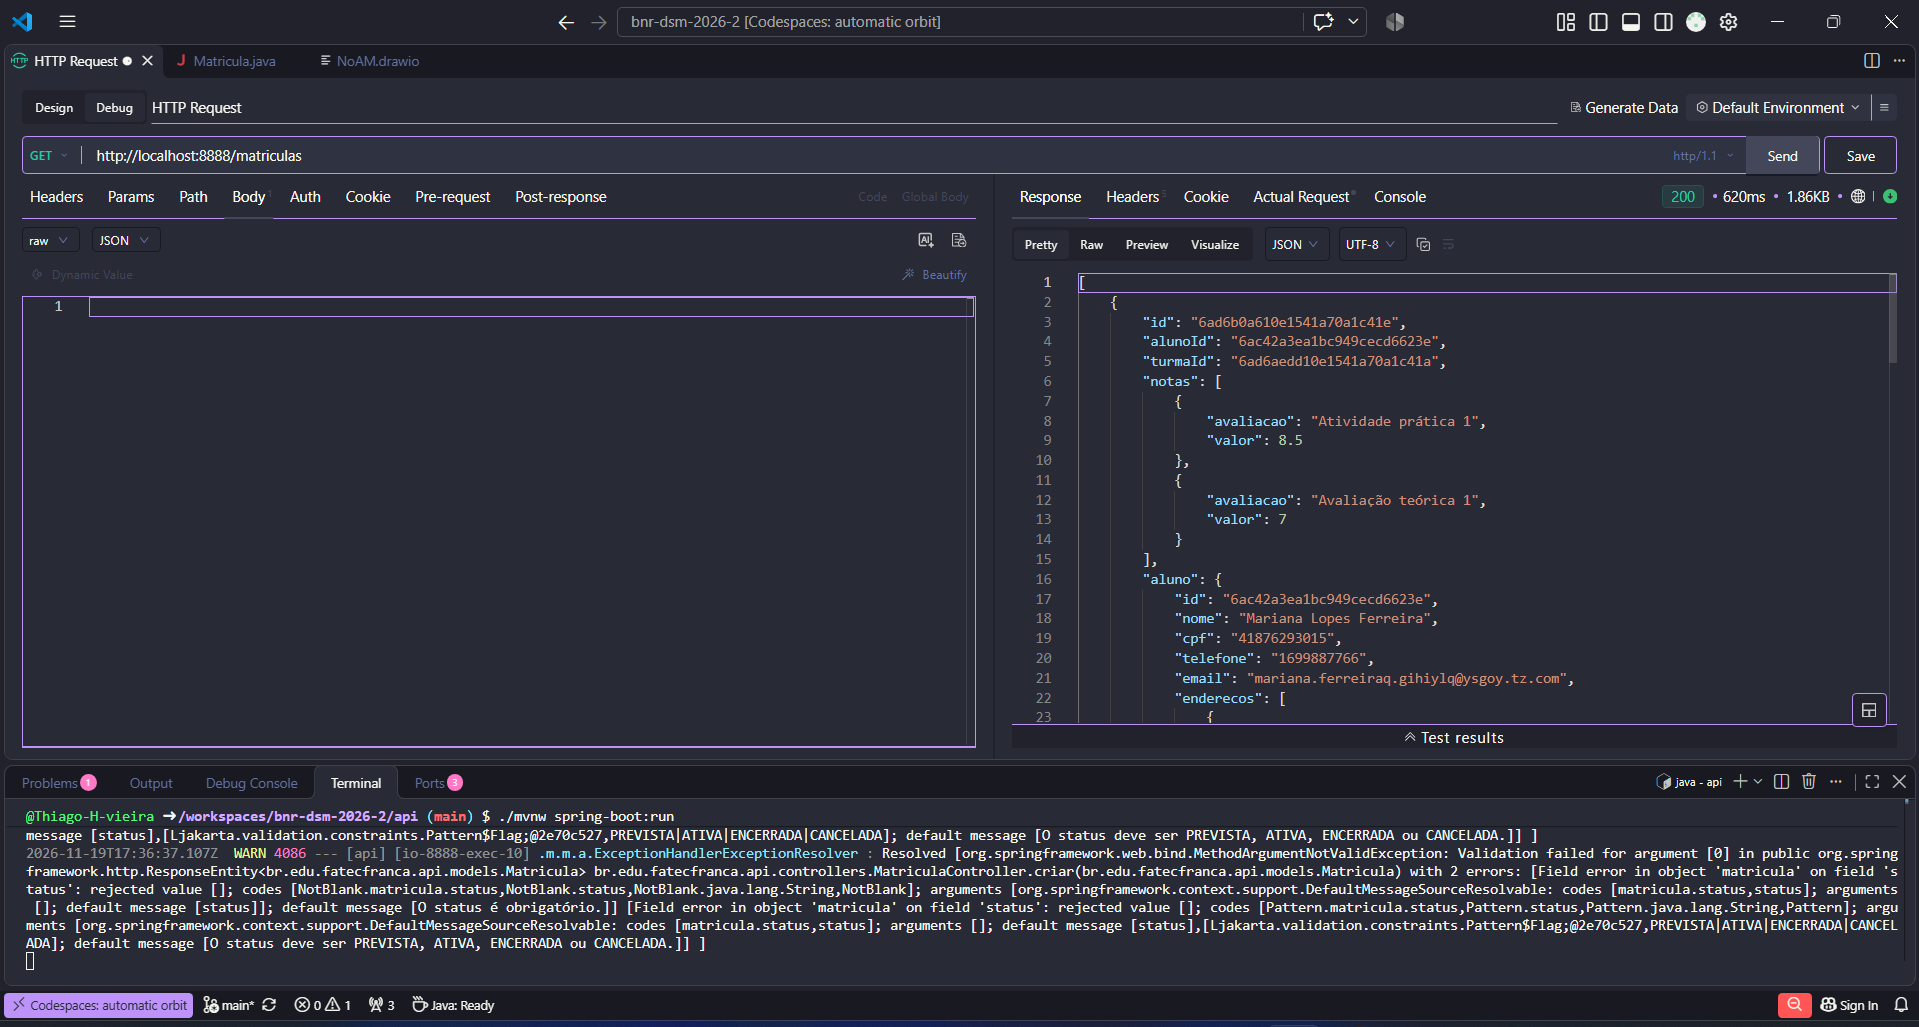 bnr-dsm-2026-2 [Codespaces: automatic orbit]
HTTP Request
Matricula.java
NoAM.drawio
Design Debug HTTP Request
Generate Data Default Environment
GET http://localhost:8888/matriculas http/1.1 Send Save
Headers Params Path Body 1 Auth Cookie Pre-request Post-response Code Global Body
raw JSON
Dynamic Value Beautify
1
Response Headers 5 Cookie Actual Request Console 200 • 620ms • 1.86KB
Pretty Raw Preview Visualize JSON UTF-8
1 [
2 {
3 "id": "6ad6b0a610e1541a70a1c41e",
4 "alunoId": "6ac42a3ea1bc949cecd6623e",
5 "turmaId": "6ad6aedd10e1541a70a1c41a",
6 "notas": [
7 {
8 "avaliacao": "Atividade prática 1",
9 "valor": 8.5
10 },
11 {
12 "avaliacao": "Avaliação teórica 1",
13 "valor": 7
14 }
15 ],
16 "aluno": {
17 "id": "6ac42a3ea1bc949cecd6623e",
18 "nome": "Mariana Lopes Ferreira",
19 "cpf": "41876293015",
20 "telefone": "1699887766",
21 "email": "mariana.ferreiraq.gihiylq@ysgoy.tz.com",
22 "enderecos": [
23 {
Test results
Problems 1 Output Debug Console Terminal Ports 3 java - api
@Thiago-H-vieira ➜/workspaces/bnr-dsm-2026-2/api (main) $ ./mvnw spring-boot:run
message [status],[Ljakarta.validation.constraints.Pattern$Flag;@2e70c527,PREVISTA|ATIVA|ENCERRADA|CANCELADA]; default message [O status deve ser PREVISTA, ATIVA, ENCERRADA ou CANCELADA.]] ]
2026-11-19T17:36:37.107Z WARN 4086 --- [api] [io-8888-exec-10] .m.m.a.ExceptionHandlerExceptionResolver : Resolved [org.springframework.web.bind.MethodArgumentNotValidException: Validation failed for argument [0] in public org.spring
framework.http.ResponseEntity<br.edu.fatecfranca.api.models.Matricula> br.edu.fatecfranca.api.controllers.MatriculaController.criar(br.edu.fatecfranca.api.models.Matricula) with 2 errors: [Field error in object 'matricula' on field 's
tatus': rejected value []; codes [NotBlank.matricula.status,NotBlank.status,NotBlank.java.lang.String,NotBlank]; arguments [org.springframework.context.support.DefaultMessageSourceResolvable: codes [matricula.status,status]; arguments
[]; default message [status]]; default message [O status é obrigatório.]] [Field error in object 'matricula' on field 'status': rejected value []; codes [Pattern.matricula.status,Pattern.status,Pattern.java.lang.String,Pattern]; argu
ments [org.springframework.context.support.DefaultMessageSourceResolvable: codes [matricula.status,status]; arguments []; default message [status],[Ljakarta.validation.constraints.Pattern$Flag;@2e70c527,PREVISTA|ATIVA|ENCERRADA|CANCEL
ADA]; default message [O status deve ser PREVISTA, ATIVA, ENCERRADA ou CANCELADA.]] ]
Codespaces: automatic orbit main* 0 1 3 Java: Ready Sign In